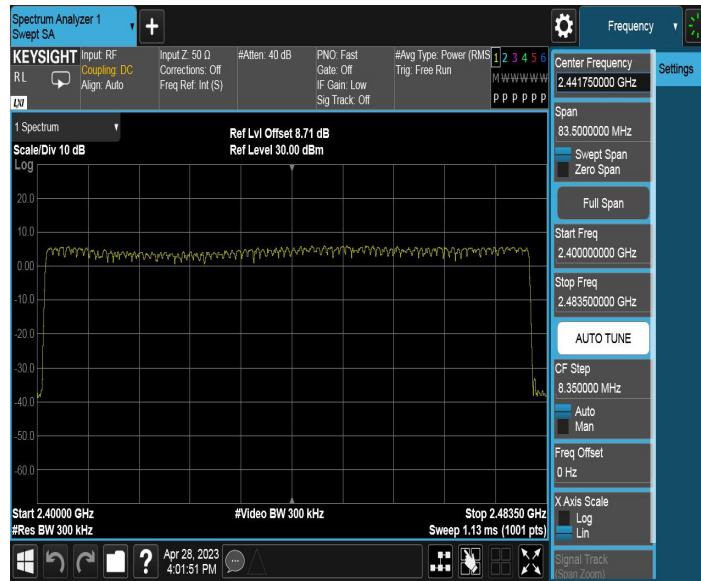 Spectrum Analyzer 1
Swept SA
Frequency
KEYSIGHT
RL
LXI
Input: RF
Coupling: DC
Align: Auto
Input Z: 50 Ω
Corrections: Off
Freq Ref: Int (S)
#Atten: 40 dB
PNO: Fast
Gate: Off
IF Gain: Low
Sig Track: Off
#Avg Type: Power (RMS
Trig: Free Run
1 2 3 4 5 6
M W W W W W
P P P P P P
Settings
1 Spectrum
Scale/Div 10 dB
Ref Lvl Offset 8.71 dB
Ref Level 30.00 dBm
Log
20.0
10.0
0.00
-10.0
-20.0
-30.0
-40.0
-50.0
-60.0
Start 2.40000 GHz
#Video BW 300 kHz
Stop 2.48350 GHz
#Res BW 300 kHz
Sweep 1.13 ms (1001 pts)
Center Frequency
2.441750000 GHz
Span
83.5000000 MHz
Swept Span
Zero Span
Full Span
Start Freq
2.400000000 GHz
Stop Freq
2.483500000 GHz
AUTO TUNE
CF Step
8.350000 MHz
Auto
Man
Freq Offset
0 Hz
X Axis Scale
Log
Lin
Signal Track
(Span Zoom)
?
Apr 28, 2023
4:01:51 PM